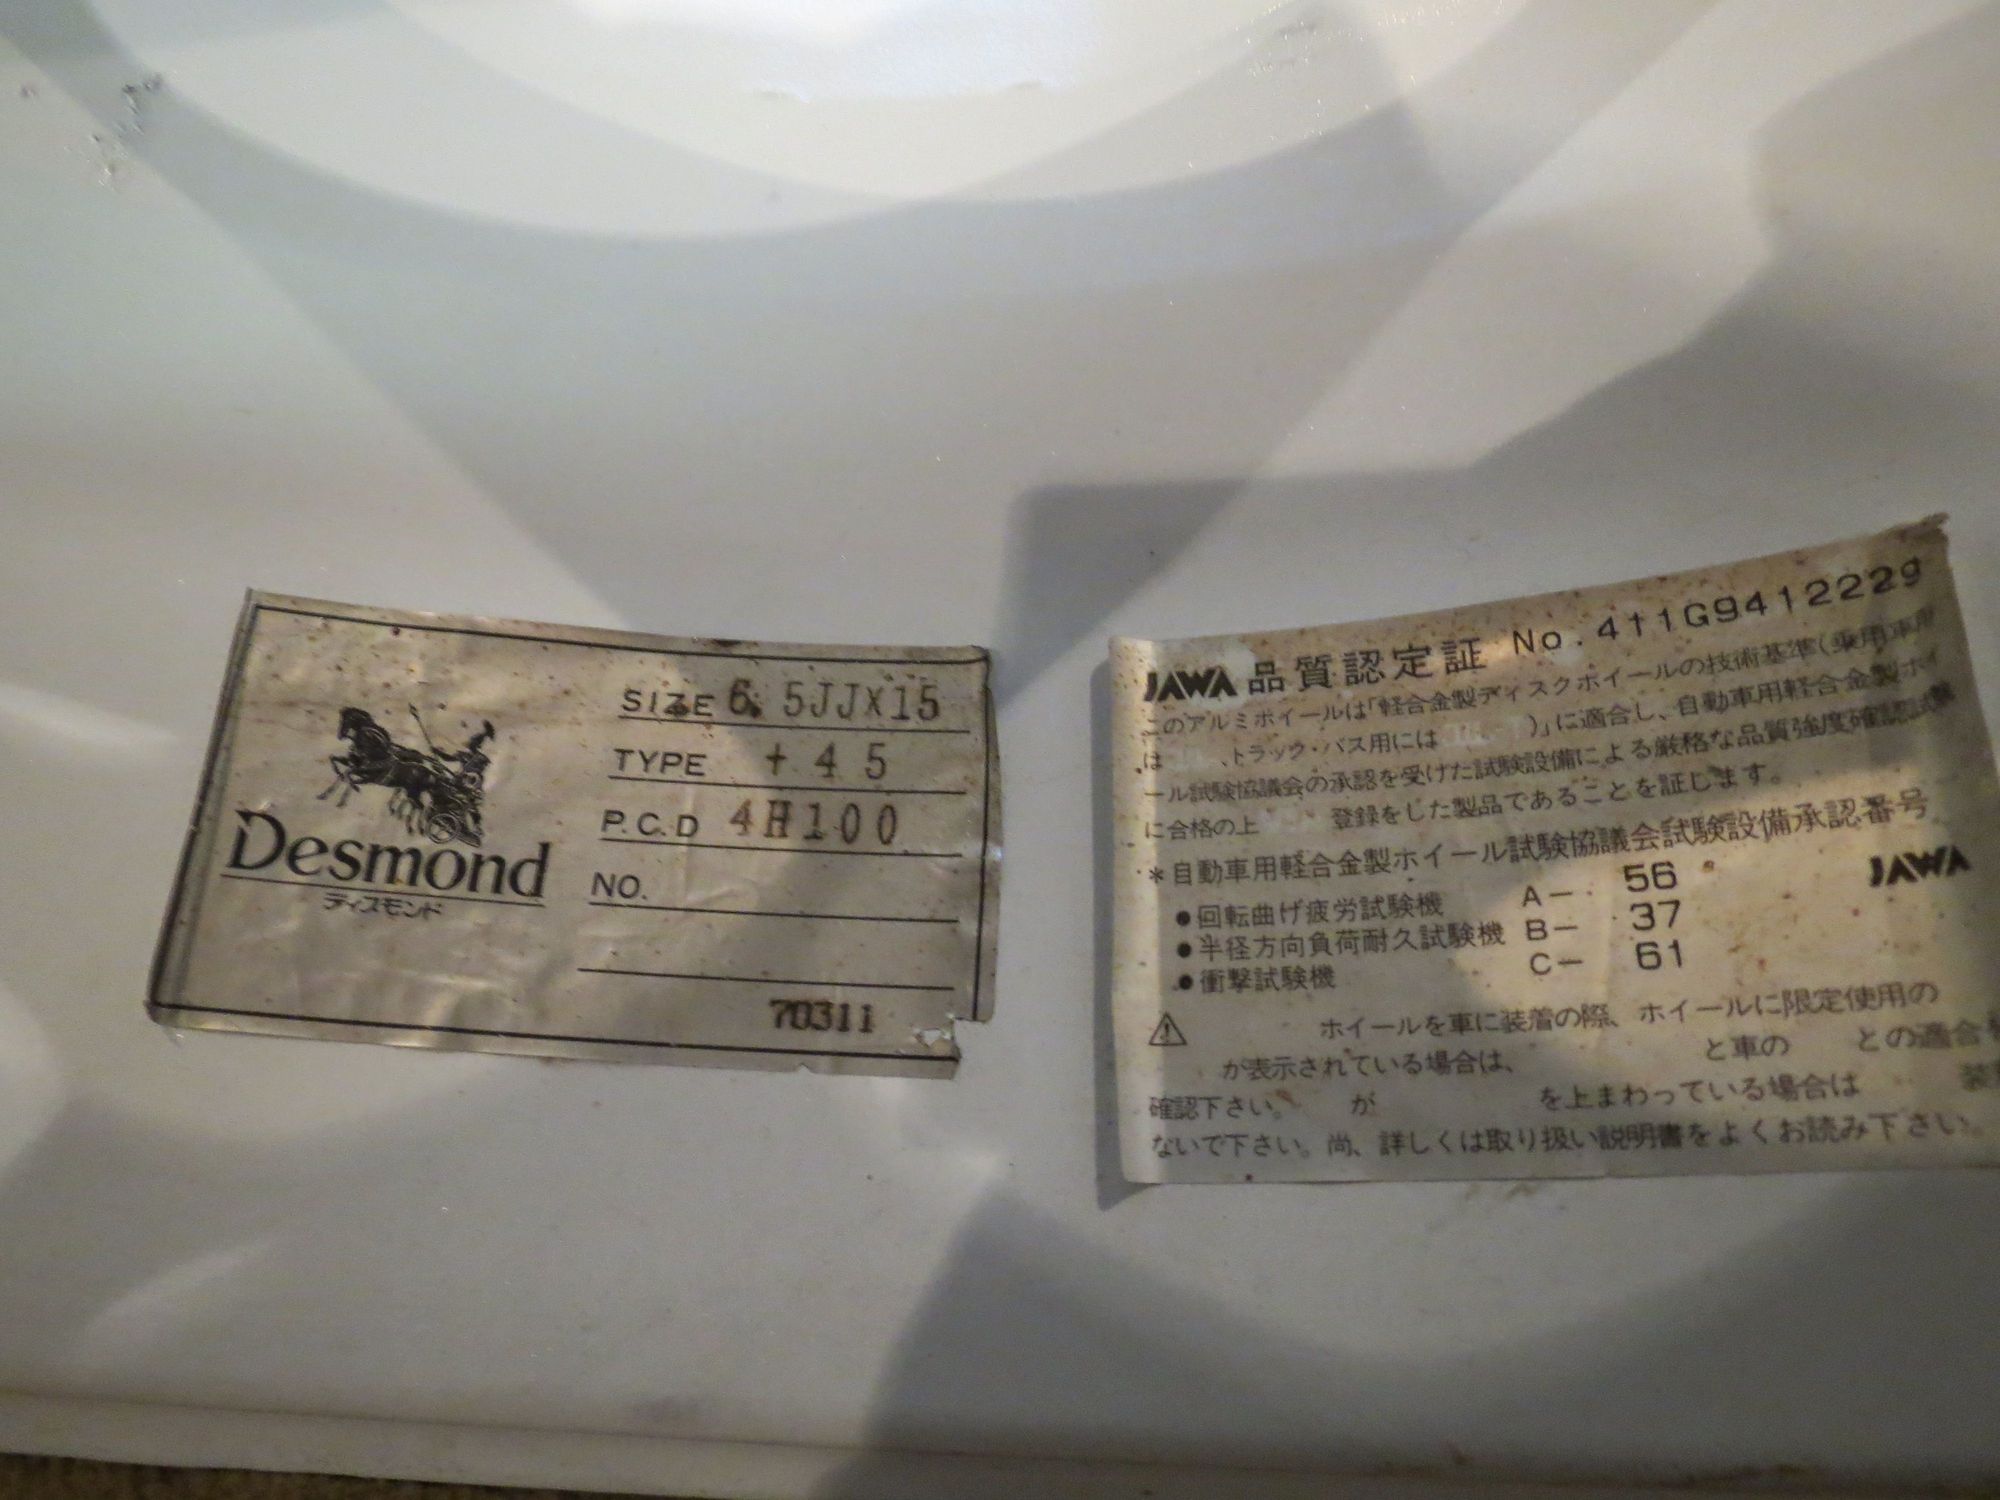 Desmond
ディスモンド
SIZE 6.5JJX15
TYPE +45
P.C.D 4H100
NO.
70311
JAWA 品質認定証 No.411G9412229
このアルミホイールは「軽合金製ディスクホイールの技術基準(乗用車用
は 、トラック・バス用には )」に適合し、自動車用軽合金製ホイ
ール試験協議会の承認を受けた試験設備による厳格な品質強度確認試験
に合格の上 登録をした製品であることを証します。
*自動車用軽合金製ホイール試験協議会試験設備承認番号
●回転曲げ疲労試験機 A- 56
●半径方向負荷耐久試験機 B- 37
●衝撃試験機 C- 61
JAWA
⚠ ホイールを車に装着の際、ホイールに限定使用の
が表示されている場合は、 と車の との適合
確認下さい。 が を上まわっている場合は 装
ないで下さい。尚、詳しくは取り扱い説明書をよくお読み下さい。